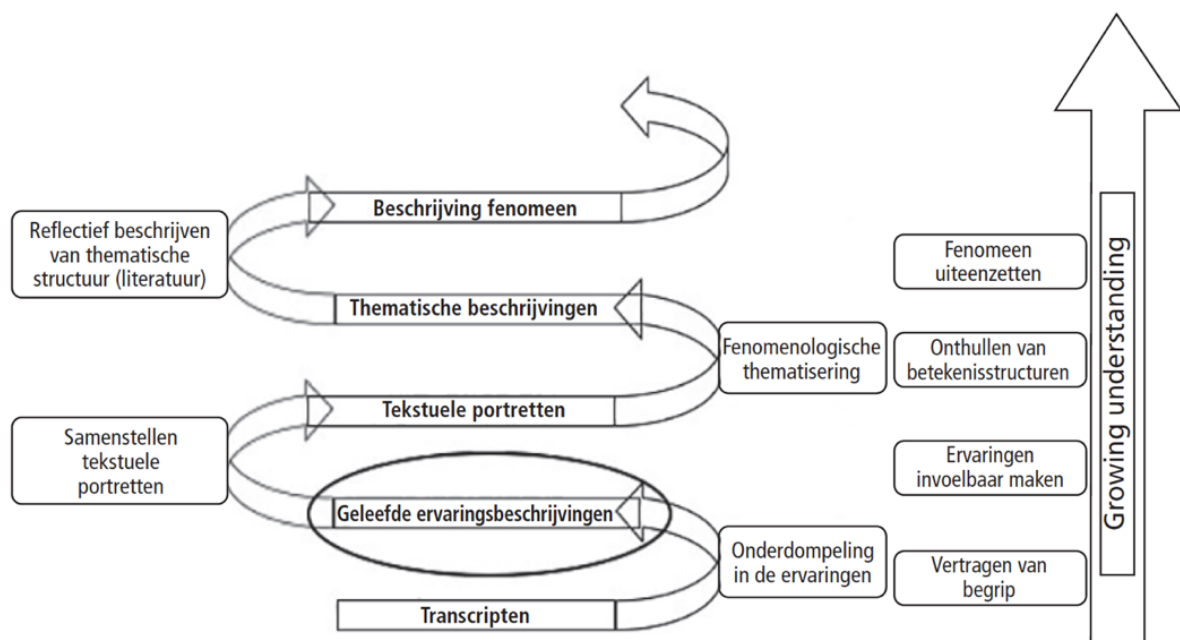 Beschrijving fenomeen
Reflectief beschrijven
van thematische
structuur (literatuur)
Fenomeen
uiteenzetten
Thematische beschrijvingen
Fenomenologische
thematisering
Onthullen van
betekenisstructuren
Tekstuele portretten
Samenstellen
tekstuele
portretten
Ervaringen
invoelbaar maken
Geleefde ervaringsbeschrijvingen
Onderdompeling
in de ervaringen
Vertragen van
begrip
Transcripten
Growing understanding